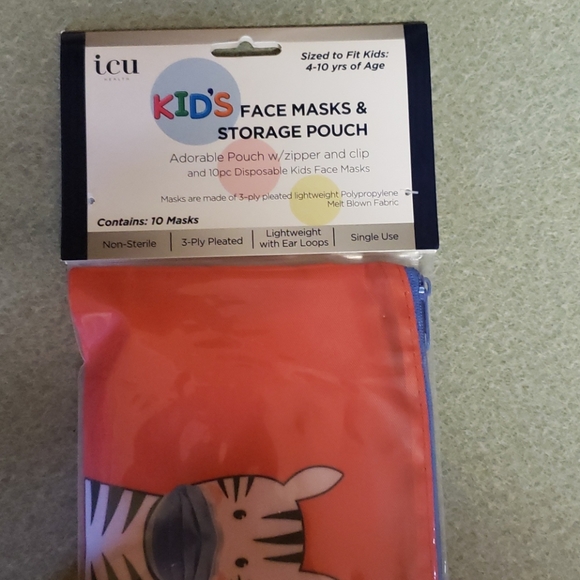 icu
HEALTH
Sized to Fit Kids:
4-10 yrs of Age
KID'S FACE MASKS &
STORAGE POUCH
Adorable Pouch w/zipper and clip
and 10pc Disposable Kids Face Masks
Masks are made of 3-ply pleated lightweight Polypropylene
Melt Blown Fabric
Contains: 10 Masks
Non-Sterile
3-Ply Pleated
Lightweight
with Ear Loops
Single Use